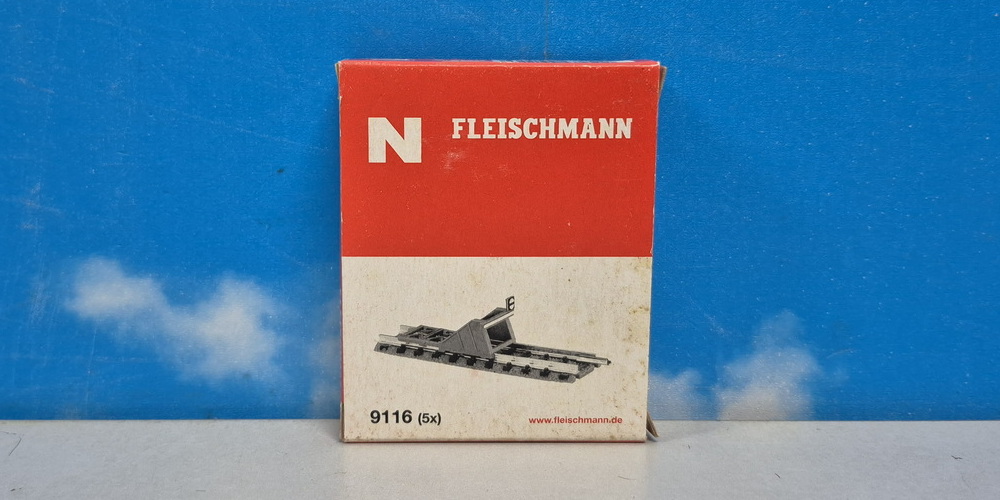 N FLEISCHMANN
9116 (5x)
www.fleischmann.de